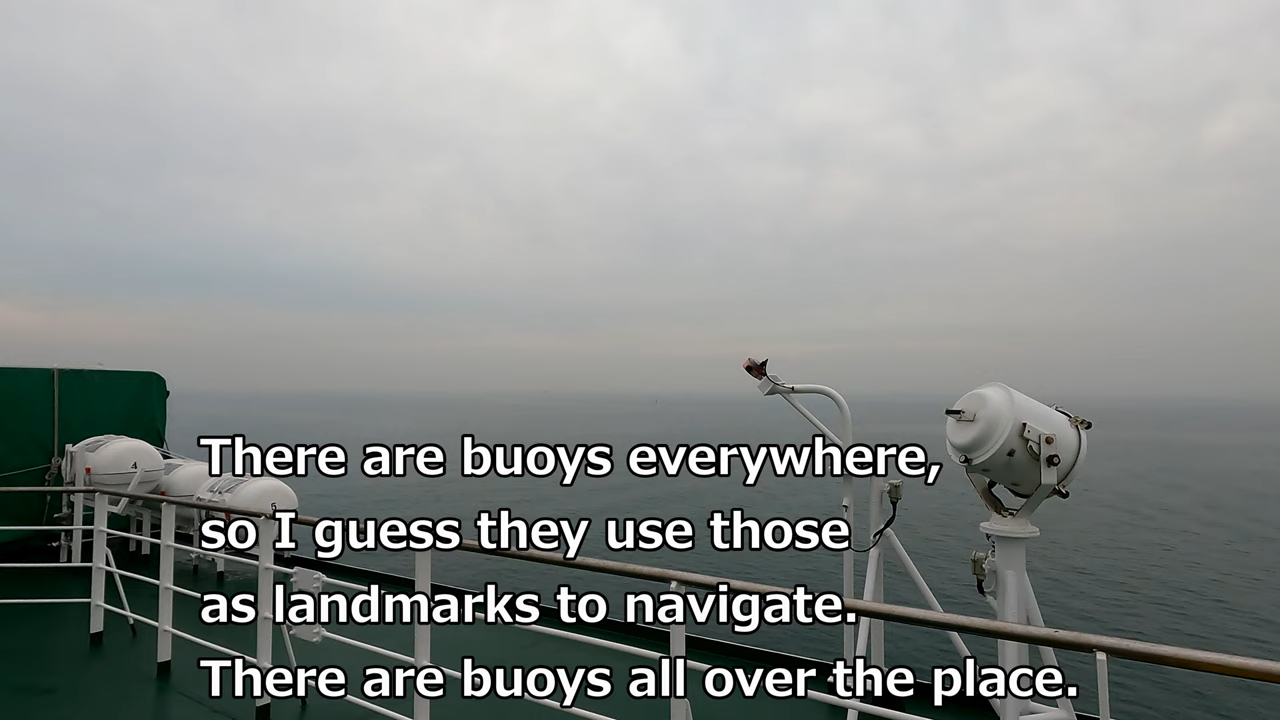 There are buoys everywhere,
so I guess they use those
as landmarks to navigate.
There are buoys all over the place.
4